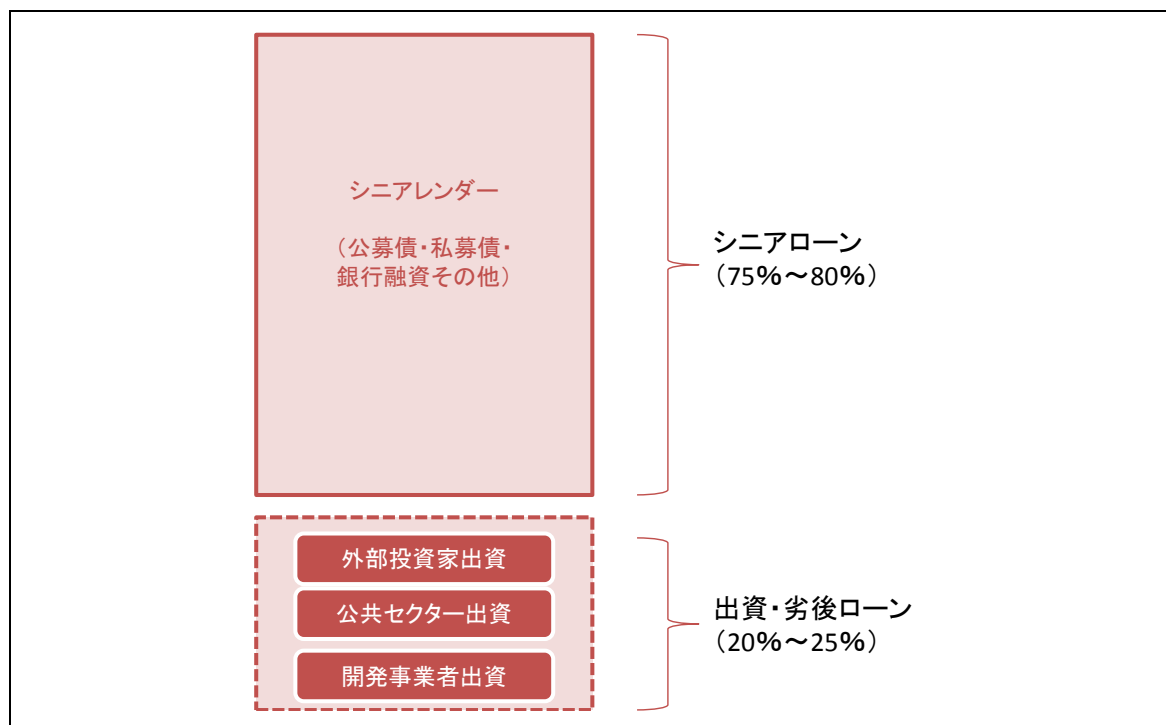 シニアレンダー
（公募債・私募債・
銀行融資その他）
シニアローン
（75％～80％）
外部投資家出資
公共セクター出資
開発事業者出資
出資・劣後ローン
（20％～25％）